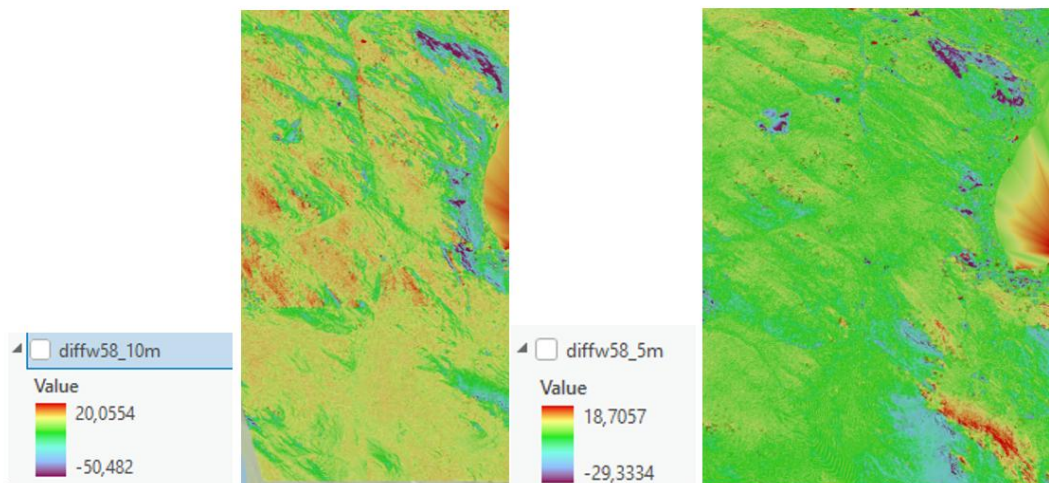 diffw58_10m
Value
20,0554
-50,482
diffw58_5m
Value
18,7057
-29,3334